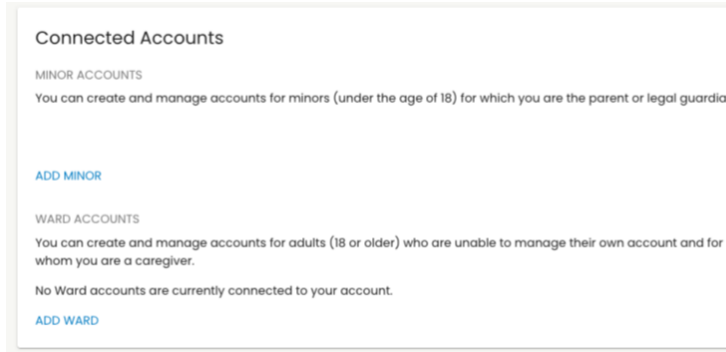 Connected Accounts
MINOR ACCOUNTS
You can create and manage accounts for minors (under the age of 18) for which you are the parent or legal guardia
ADD MINOR
WARD ACCOUNTS
You can create and manage accounts for adults (18 or older) who are unable to manage their own account and for
whom you are a caregiver.
No Ward accounts are currently connected to your account.
ADD WARD